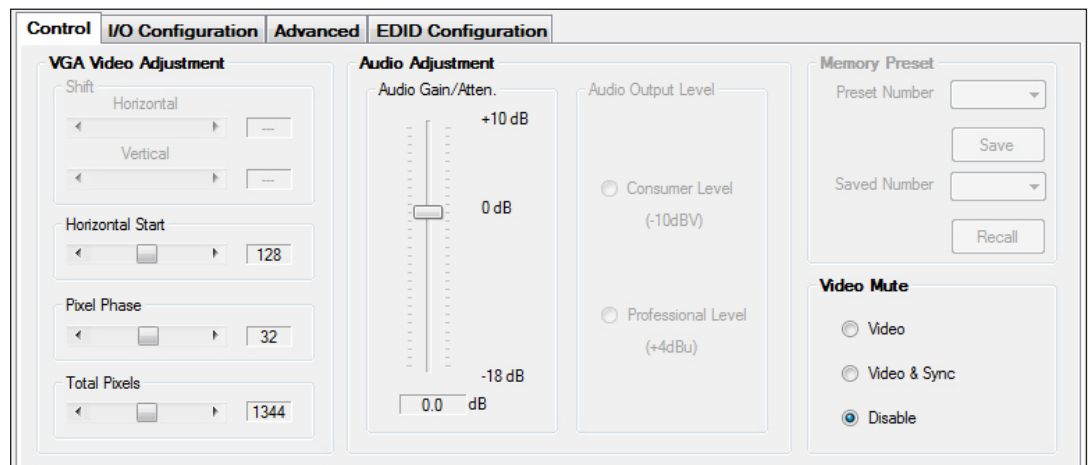 Control I/O Configuration Advanced EDID Configuration
VGA Video Adjustment
Shift
Horizontal
---
Vertical
---
Horizontal Start
128
Pixel Phase
32
Total Pixels
1344
Audio Adjustment
Audio Gain/Atten.
+10 dB
0 dB
-18 dB
0.0 dB
Audio Output Level
Consumer Level
(-10dBV)
Professional Level
(+4dBu)
Memory Preset
Preset Number
Save
Saved Number
Recall
Video Mute
Video
Video & Sync
Disable